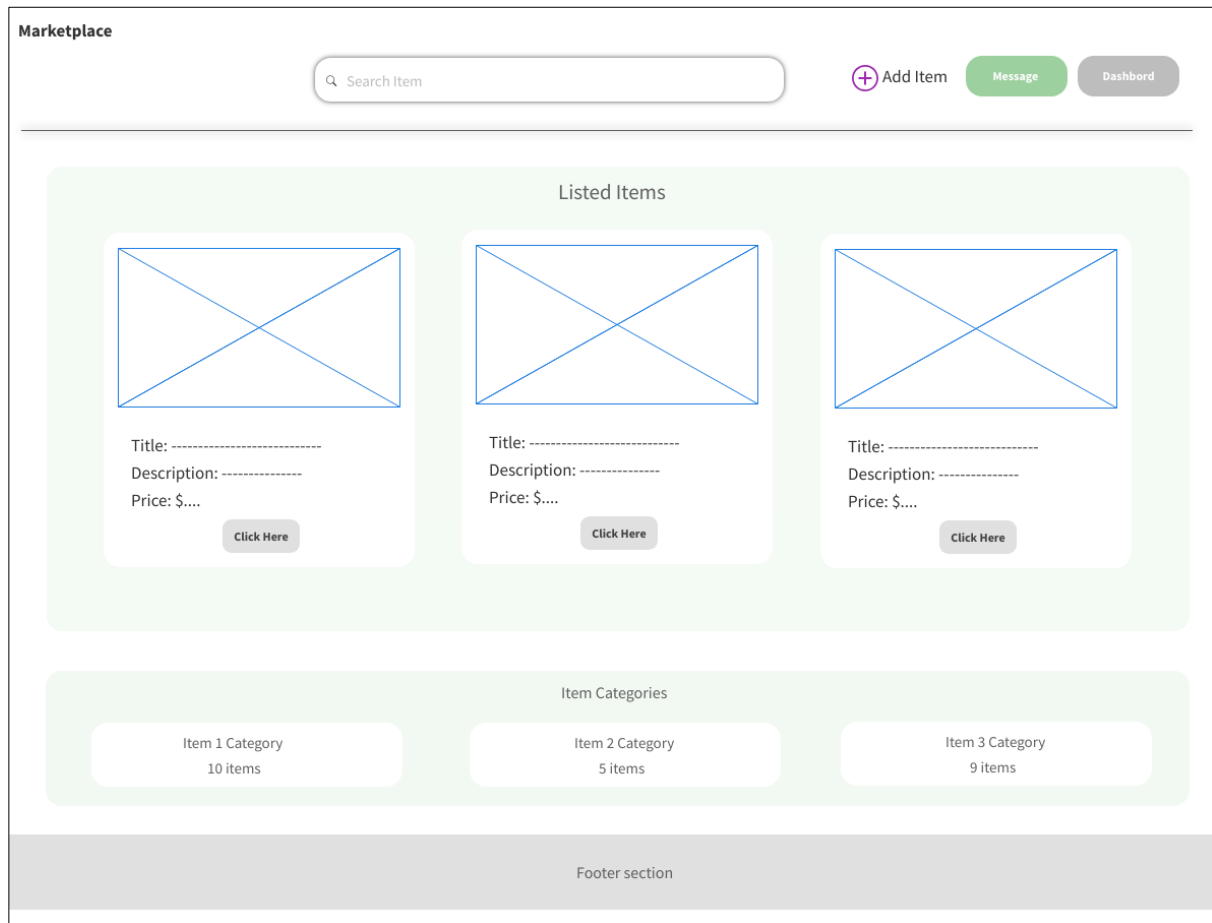 Marketplace
Search Item
Add Item
Message
Dashbord
Listed Items
Title: ----------------------------
Description: ---------------
Price: $....
Click Here
Title: ----------------------------
Description: ---------------
Price: $....
Click Here
Title: ----------------------------
Description: ---------------
Price: $....
Click Here
Item Categories
Item 1 Category
10 items
Item 2 Category
5 items
Item 3 Category
9 items
Footer section